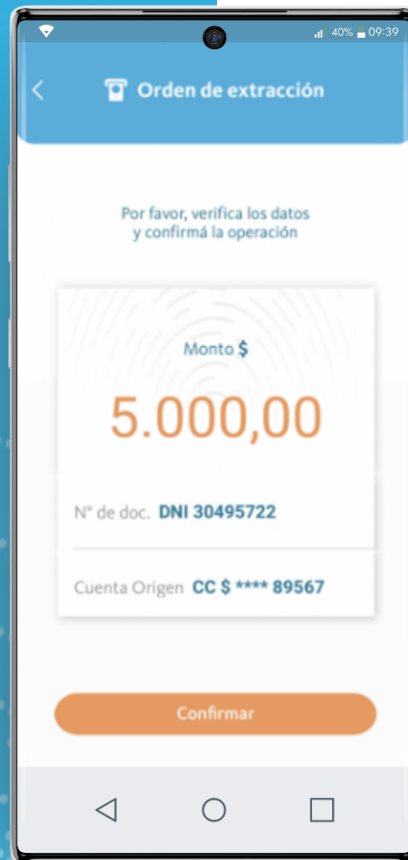 40% 09:39
Orden de extracción
Por favor, verifica los datos
y confirmá la operación
Monto $
5.000,00
N° de doc. DNI 30495722
Cuenta Origen CC $ **** 89567
Confirmar